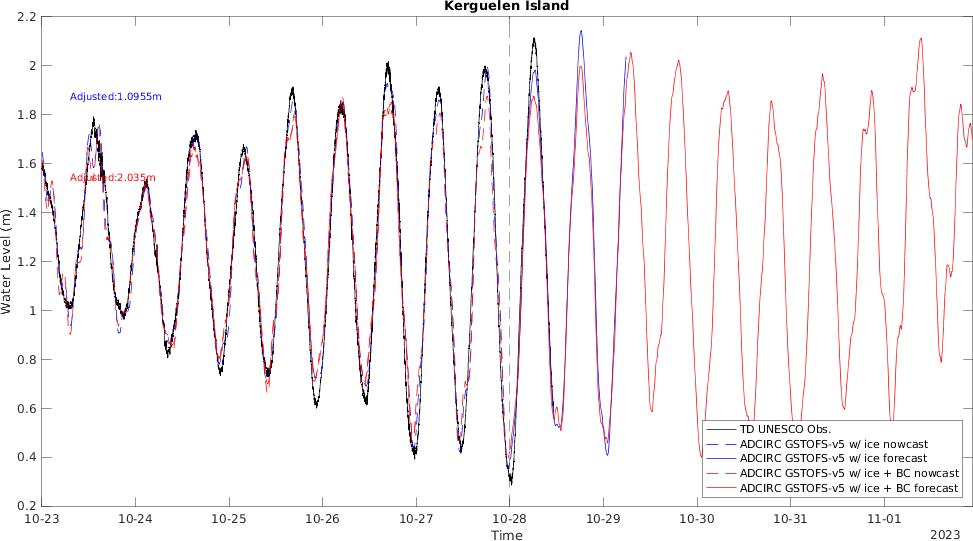 Kerguelen Island
2.2
2
1.8
1.6
1.4
1.2
1
0.8
0.6
0.4
0.2
Water Level (m)
Adjusted:1.0955m
Adjusted:2.035m
TD UNESCO Obs.
ADCIRC GSTOFS-v5 w/ ice nowcast
ADCIRC GSTOFS-v5 w/ ice forecast
ADCIRC GSTOFS-v5 w/ ice + BC nowcast
ADCIRC GSTOFS-v5 w/ ice + BC forecast
10-23 10-24 10-25 10-26 10-27 10-28 10-29 10-30 10-31 11-01
Time
2023